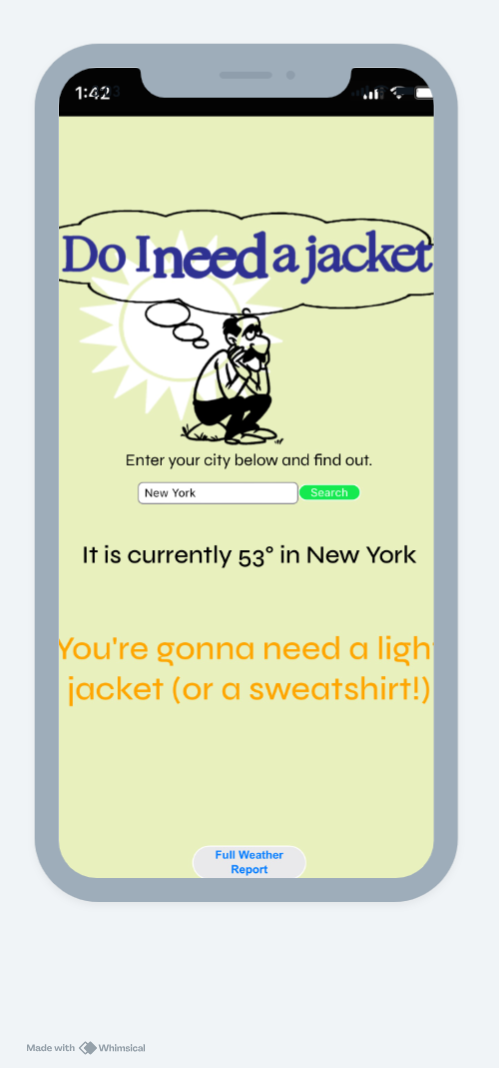 1:42
Do I need a jacket
Enter your city below and find out.
New York
Search
It is currently 53° in New York
You're gonna need a light
jacket (or a sweatshirt!)
Full Weather
Report
Made with Whimsical